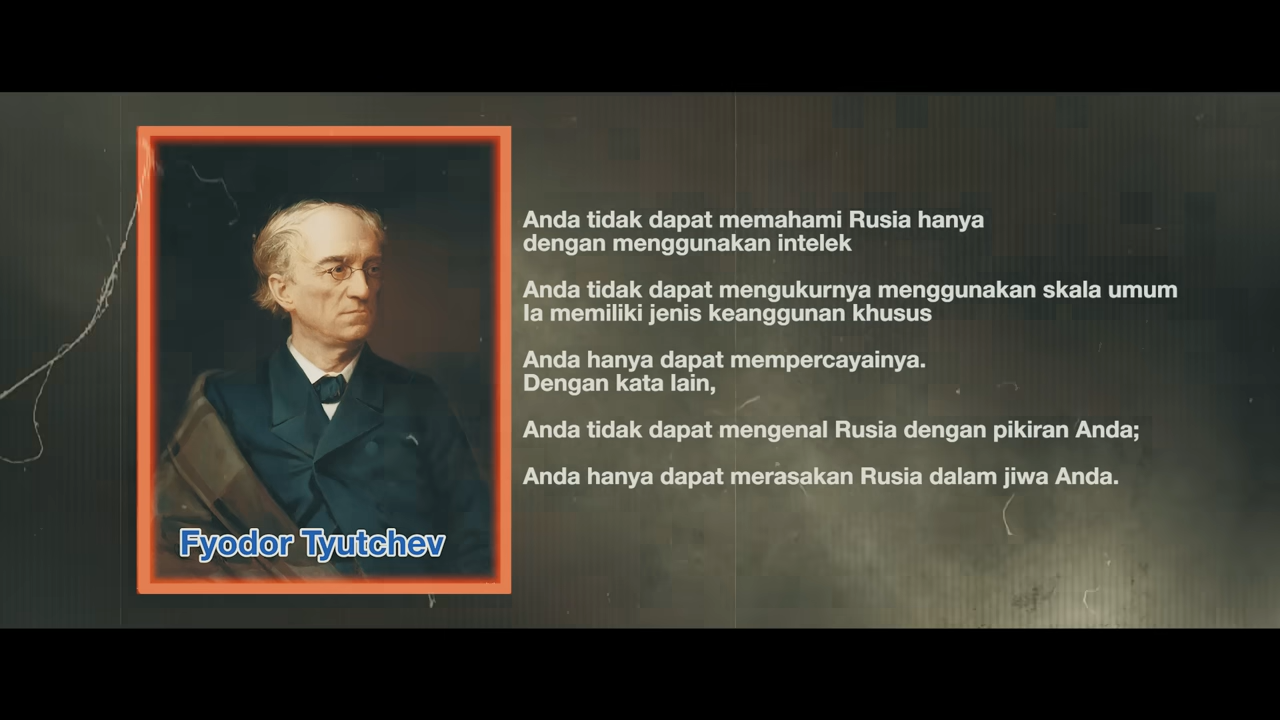 Anda tidak dapat memahami Rusia hanya
dengan menggunakan intelek
Anda tidak dapat mengukurnya menggunakan skala umum
Ia memiliki jenis keanggunan khusus
Anda hanya dapat mempercayainya.
Dengan kata lain,
Anda tidak dapat mengenal Rusia dengan pikiran Anda;
Anda hanya dapat merasakan Rusia dalam jiwa Anda.
Fyodor Tyutchev